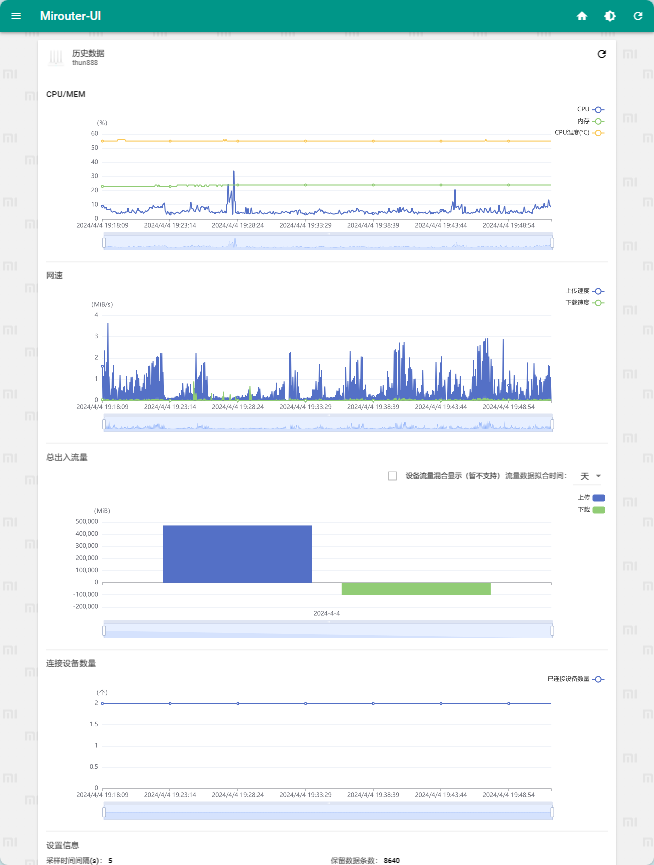 Mirouter-UI
历史数据
thun888
CPU/MEM
CPU
内存
CPU温度(°C)
(%)
60
50
40
30
20
10
0
2024/4/4 19:18:09 2024/4/4 19:23:14 2024/4/4 19:28:24 2024/4/4 19:33:29 2024/4/4 19:38:39 2024/4/4 19:43:44 2024/4/4 19:48:54
网速
上传速度
下载速度
(MiB/s)
4
3
2
1
0
2024/4/4 19:18:09 2024/4/4 19:23:14 2024/4/4 19:28:24 2024/4/4 19:33:29 2024/4/4 19:38:39 2024/4/4 19:43:44 2024/4/4 19:48:54
总出入流量
设备流量混合显示（暂不支持） 流量数据拟合时间： 天
上传
下载
(MiB)
500,000
400,000
300,000
200,000
100,000
0
-100,000
-200,000
2024-4-4
连接设备数量
已连接设备数量
(个)
2
1.5
1
0.5
0
2024/4/4 19:18:09 2024/4/4 19:23:14 2024/4/4 19:28:24 2024/4/4 19:33:29 2024/4/4 19:38:39 2024/4/4 19:43:44 2024/4/4 19:48:54
设置信息
采样时间间隔(s)： 5 保留数据条数： 8640